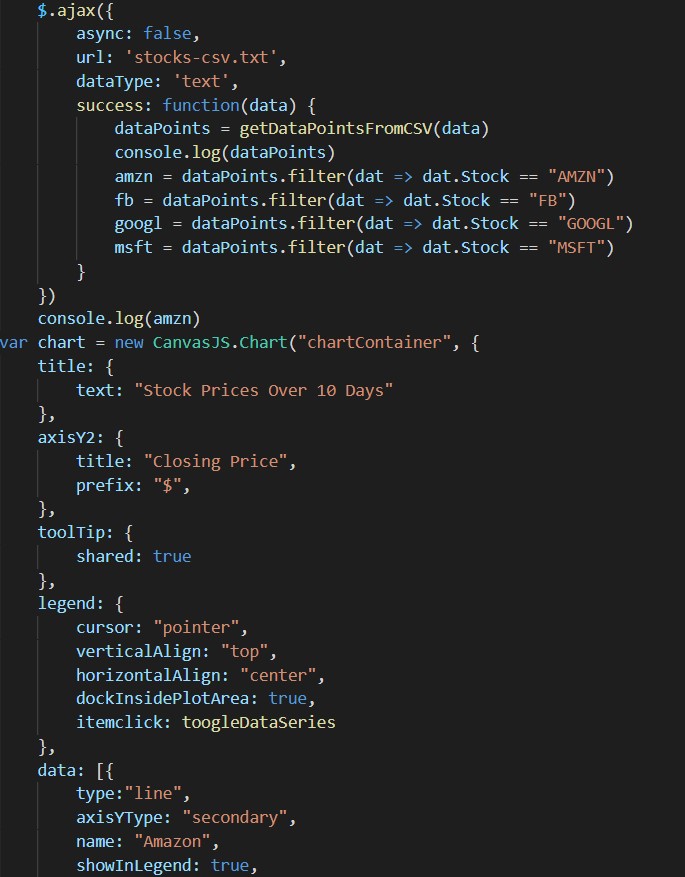 $.ajax({
async: false,
url: 'stocks-csv.txt',
dataType: 'text',
success: function(data) {
dataPoints = getDataPointsFromCSV(data)
console.log(dataPoints)
amzn = dataPoints.filter(dat => dat.Stock == "AMZN")
fb = dataPoints.filter(dat => dat.Stock == "FB")
googl = dataPoints.filter(dat => dat.Stock == "GOOGL")
msft = dataPoints.filter(dat => dat.Stock == "MSFT")
}
})
console.log(amzn)
var chart = new CanvasJS.Chart("chartContainer", {
title: {
text: "Stock Prices Over 10 Days"
},
axisY2: {
title: "Closing Price",
prefix: "$",
},
toolTip: {
shared: true
},
legend: {
cursor: "pointer",
verticalAlign: "top",
horizontalAlign: "center",
dockInsidePlotArea: true,
itemclick: toogleDataSeries
},
data: [{
type:"line",
axisYType: "secondary",
name: "Amazon",
showInLegend: true,